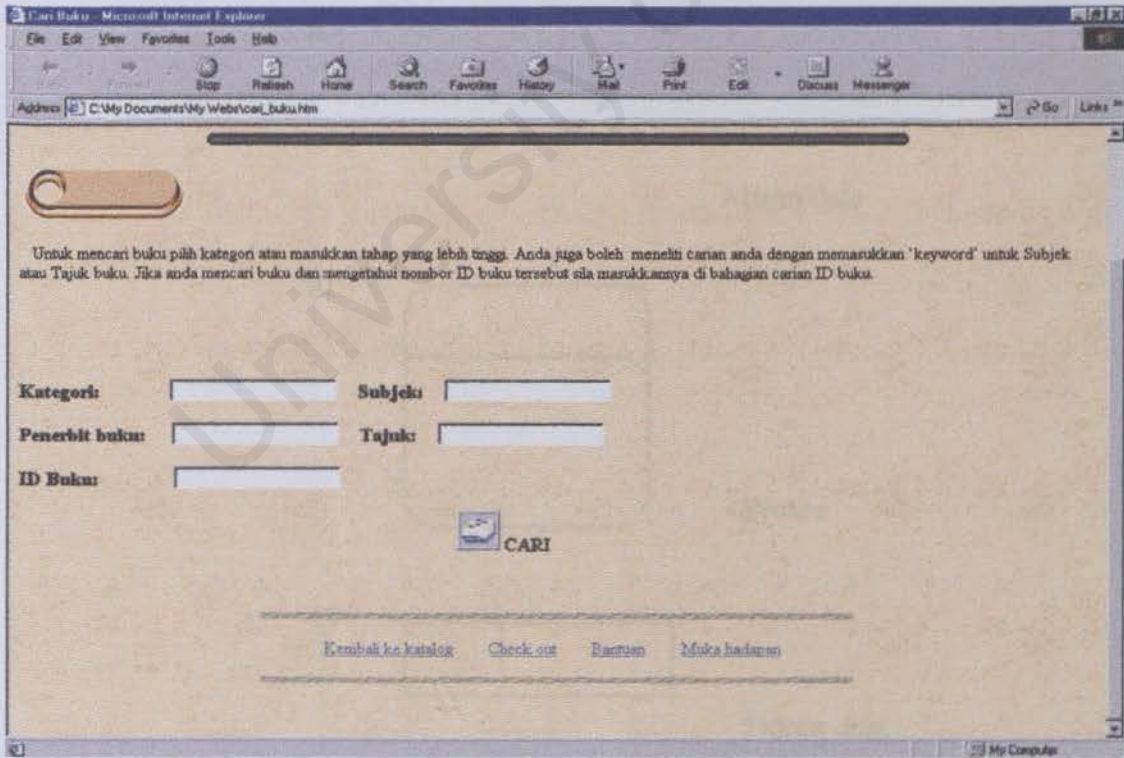 Cari Buku - Microsoft Internet Explorer
File Edit View Favorites Tools Help
Stop Refresh Home Search Favorites History Mail Print Edit Discuss Messenger
Address C:\My Documents\My Webs\cari_buku.htm Go Links
Untuk mencari buku pilih kategori atau masukkan tahap yang lebih tinggi. Anda juga boleh meneliti carian anda dengan memasukkan 'keyword' untuk Subjek
atau Tajuk buku. Jika anda mencari buku dan mengetahui nombor ID buku tersebut sila masukkannya di bahagian carian ID buku.
Kategori: Subjek:
Penerbit buku: Tajuk:
ID Buku:
CARI
Kembali ke katalog Check out Bantuan Muka hadapan
My Computer
University